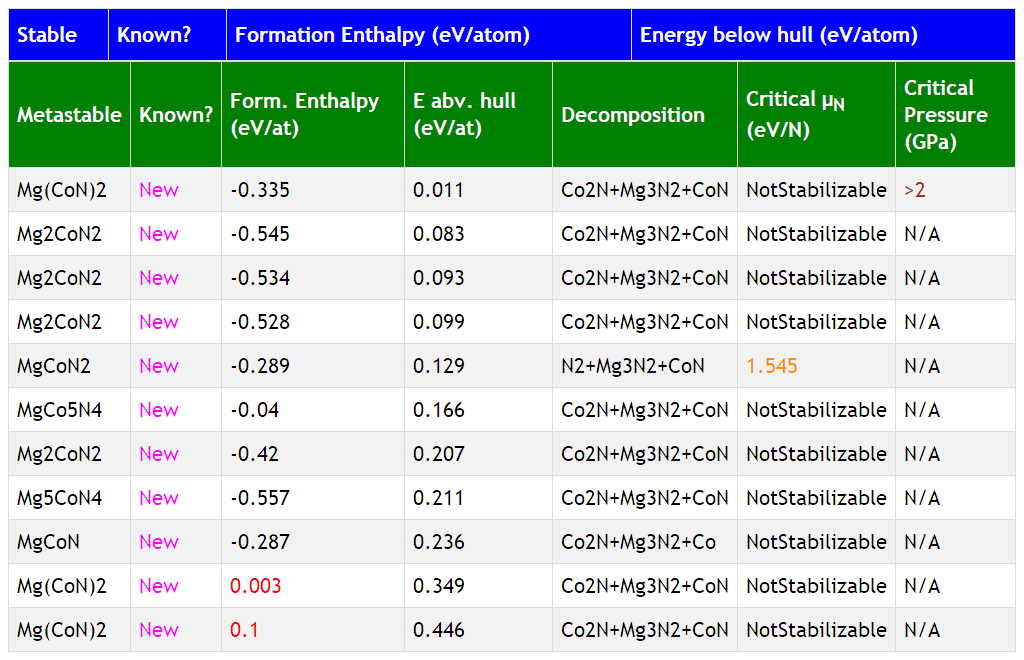 Stable Known? Formation Enthalpy (eV/atom) Energy below hull (eV/atom)
Metastable Known? Form. Enthalpy (eV/at) E abv. hull (eV/at) Decomposition Critical μN (eV/N) Critical Pressure (GPa)
Mg(CoN)2 New -0.335 0.011 Co2N+Mg3N2+CoN NotStabilizable >2
Mg2CoN2 New -0.545 0.083 Co2N+Mg3N2+CoN NotStabilizable N/A
Mg2CoN2 New -0.534 0.093 Co2N+Mg3N2+CoN NotStabilizable N/A
Mg2CoN2 New -0.528 0.099 Co2N+Mg3N2+CoN NotStabilizable N/A
MgCoN2 New -0.289 0.129 N2+Mg3N2+CoN 1.545 N/A
MgCo5N4 New -0.04 0.166 Co2N+Mg3N2+CoN NotStabilizable N/A
Mg2CoN2 New -0.42 0.207 Co2N+Mg3N2+CoN NotStabilizable N/A
Mg5CoN4 New -0.557 0.211 Co2N+Mg3N2+CoN NotStabilizable N/A
MgCoN New -0.287 0.236 Co2N+Mg3N2+Co NotStabilizable N/A
Mg(CoN)2 New 0.003 0.349 Co2N+Mg3N2+CoN NotStabilizable N/A
Mg(CoN)2 New 0.1 0.446 Co2N+Mg3N2+CoN NotStabilizable N/A